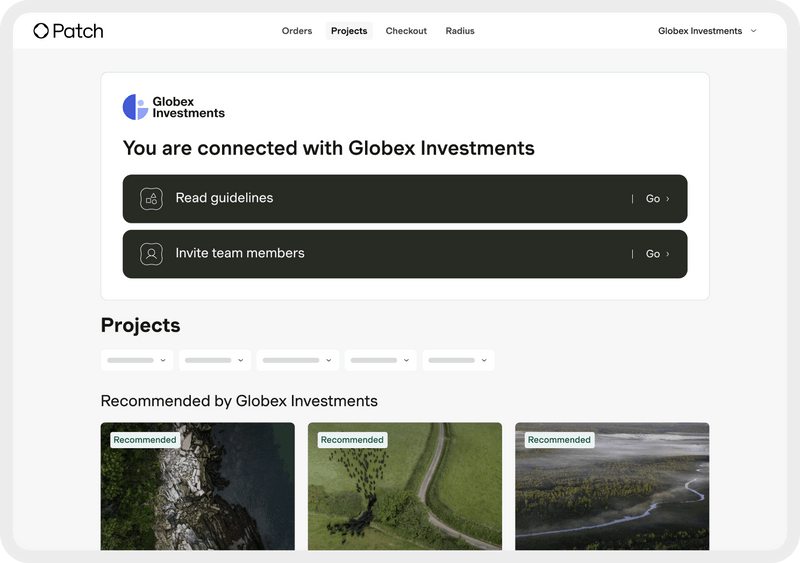 Patch
Orders
Projects
Checkout
Radius
Globex Investments
Globex
Investments
You are connected with Globex Investments
Read guidelines
| Go ›
Invite team members
| Go ›
Projects
Recommended by Globex Investments
Recommended
Recommended
Recommended